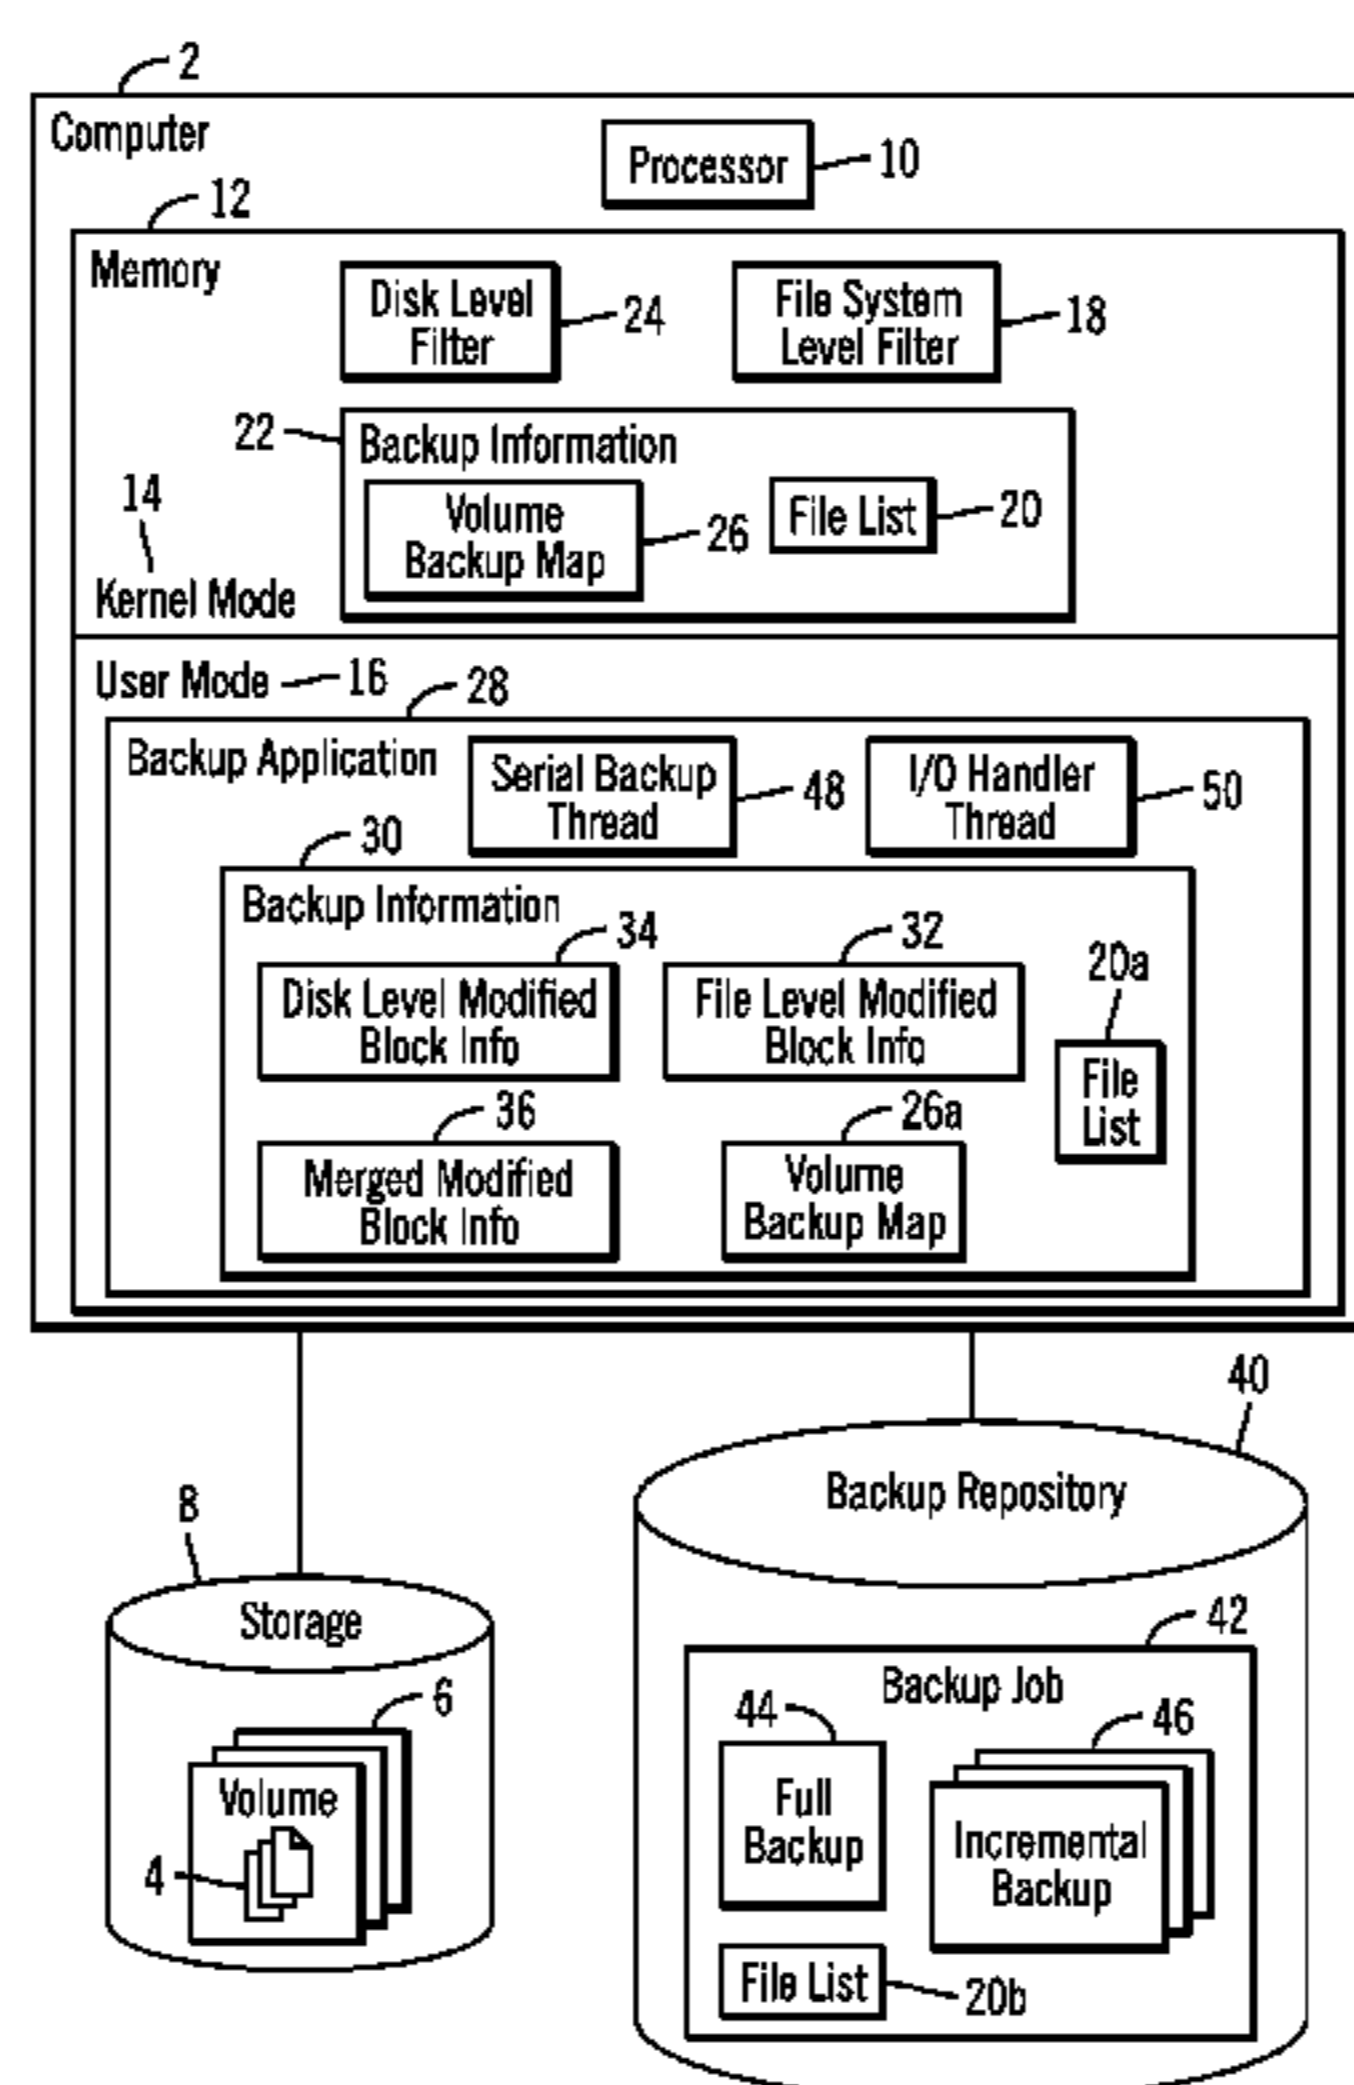 2
Computer
Processor
10
12
Memory
Disk Level
Filter
24
File System
Level Filter
18
22
Backup Information
14
Volume
Backup Map
26
File List
20
Kernel Mode
User Mode
16
28
Backup Application
Serial Backup
Thread
48
I/O Handler
Thread
50
30
Backup Information
34
Disk Level Modified
Block Info
32
File Level Modified
Block Info
20a
File
List
36
Merged Modified
Block Info
26a
Volume
Backup Map
40
Backup Repository
8
Storage
6
Volume
4
42
Backup Job
44
Full
Backup
46
Incremental
Backup
File List
20b